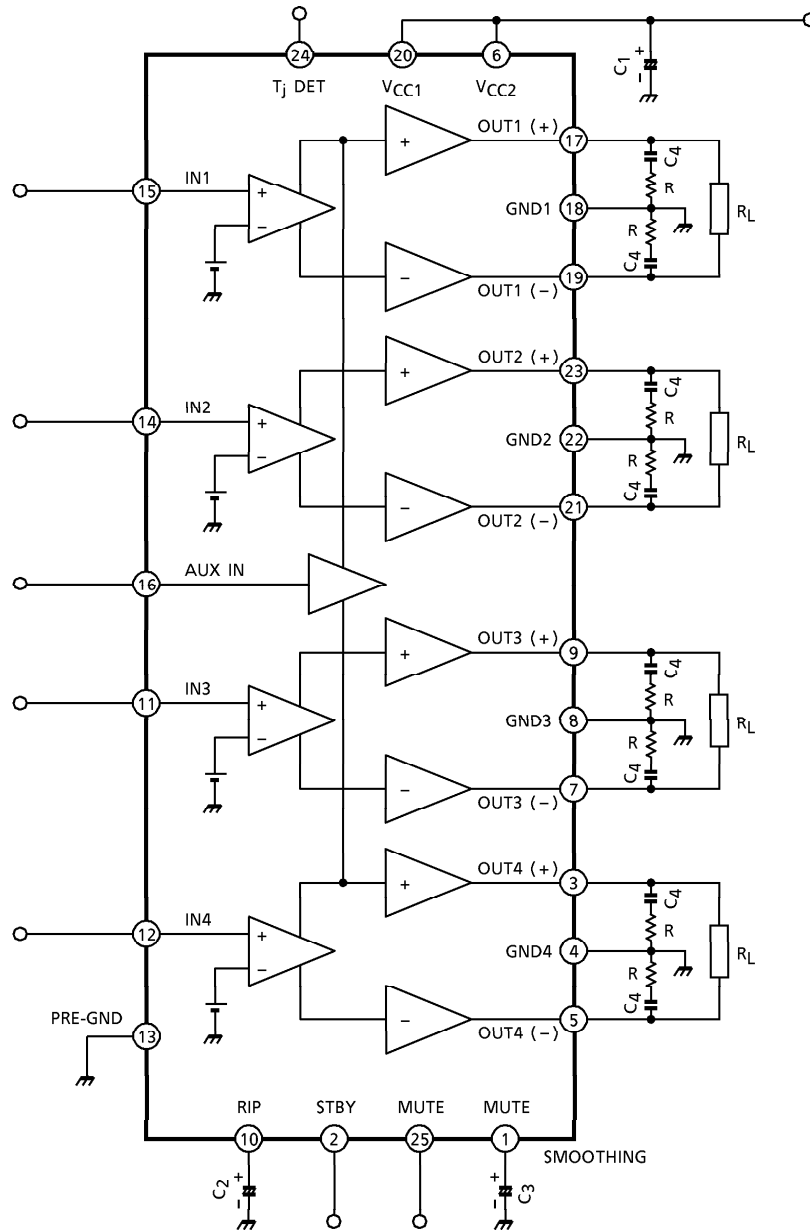 24 20 6
Tj DET VCC1 VCC2
C1 + −
OUT1 (+) 17
C4
R
15 IN1 + −
+
GND1 18
RL
R
C4
−
OUT1 (−) 19
OUT2 (+) 23
C4
R
14 IN2 + −
+
GND2 22
RL
R
C4
−
OUT2 (−) 21
16 AUX IN
OUT3 (+) 9
C4
R
11 IN3 + −
+
GND3 8
RL
R
C4
−
OUT3 (−) 7
OUT4 (+) 3
C4
R
12 IN4 + −
+
GND4 4
RL
R
C4
−
OUT4 (−) 5
PRE-GND
13
RIP STBY MUTE MUTE
10 2 25 1
SMOOTHING
C2 + −
+ − C3